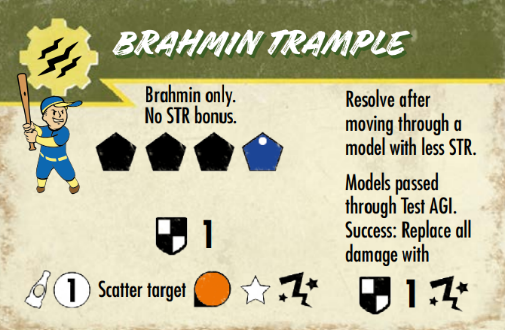 BRAHMIN TRAMPLE
Brahmin only.
No STR bonus.
1
1 Scatter target
Resolve after
moving through a
model with less STR.
Models passed
through Test AGI.
Success: Replace all
damage with
1